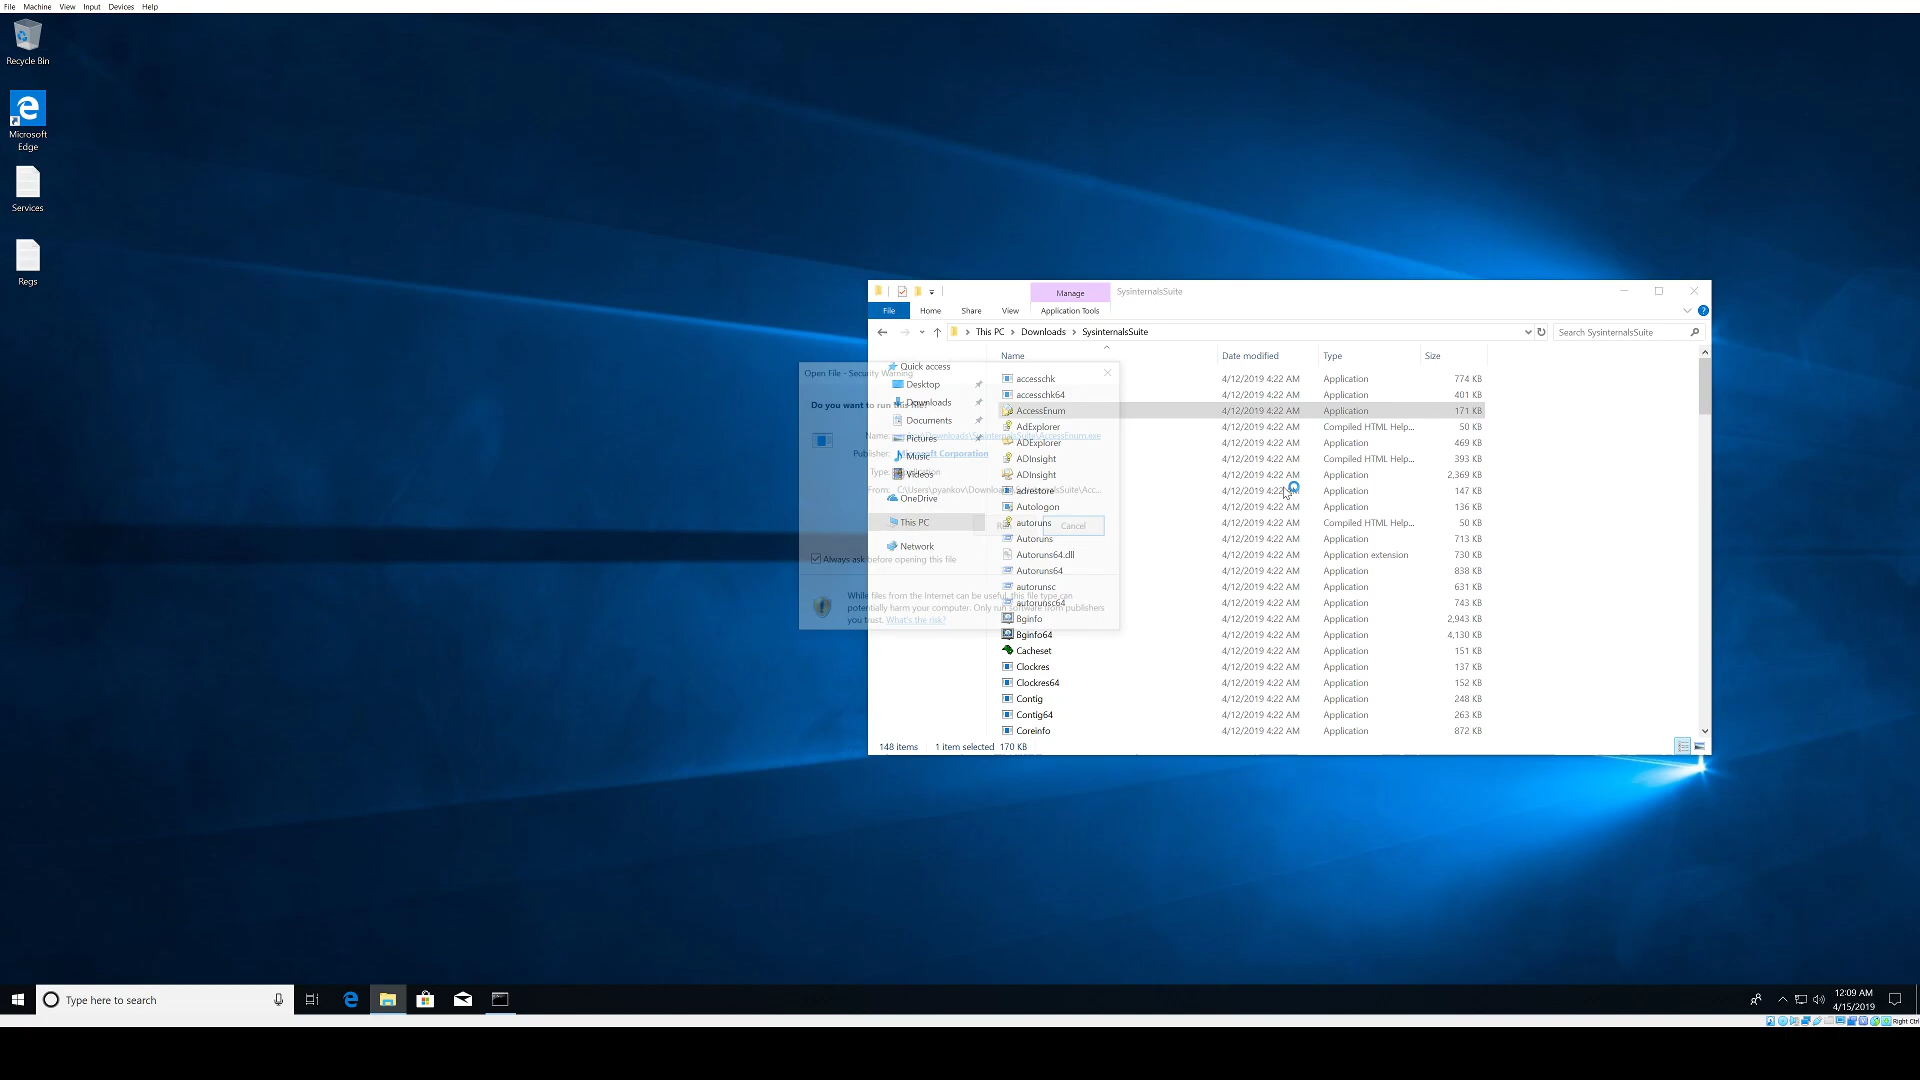 File Machine View Input Devices Help
Recycle Bin
Microsoft
Edge
Services
Regs
Manage SysinternalsSuite
File Home Share View Application Tools
This PC Downloads SysinternalsSuite Search SysinternalsSuite
Name Date modified Type Size
Quick access
Desktop
Downloads
Documents
Pictures
Music
Videos
OneDrive
This PC
Network
Open File - Security Warning
Do you want to run this file?
Name: Downloads\SysinternalsSuite\AccessEnum.exe
Publisher: Microsoft Corporation
Type: Application
From: C:\Users\pyankov\Downloads\SysinternalsSuite\Acc...
Cancel
Always ask before opening this file
While files from the Internet can be useful, this file type can
potentially harm your computer. Only run software from publishers
you trust. What's the risk?
accesschk 4/12/2019 4:22 AM Application 774 KB
accesschk64 4/12/2019 4:22 AM Application 401 KB
AccessEnum 4/12/2019 4:22 AM Application 171 KB
AdExplorer 4/12/2019 4:22 AM Compiled HTML Help... 50 KB
ADExplorer 4/12/2019 4:22 AM Application 469 KB
ADInsight 4/12/2019 4:22 AM Compiled HTML Help... 393 KB
ADInsight 4/12/2019 4:22 AM Application 2,369 KB
adrestore 4/12/2019 4:22 Application 147 KB
Autologon 4/12/2019 4:22 AM Application 136 KB
autoruns 4/12/2019 4:22 AM Compiled HTML Help... 50 KB
Autoruns 4/12/2019 4:22 AM Application 713 KB
Autoruns64.dll 4/12/2019 4:22 AM Application extension 730 KB
Autoruns64 4/12/2019 4:22 AM Application 838 KB
autorunsc 4/12/2019 4:22 AM Application 631 KB
autorunsc64 4/12/2019 4:22 AM Application 743 KB
Bginfo 4/12/2019 4:22 AM Application 2,943 KB
Bginfo64 4/12/2019 4:22 AM Application 4,130 KB
Cacheset 4/12/2019 4:22 AM Application 151 KB
Clockres 4/12/2019 4:22 AM Application 137 KB
Clockres64 4/12/2019 4:22 AM Application 152 KB
Contig 4/12/2019 4:22 AM Application 248 KB
Contig64 4/12/2019 4:22 AM Application 263 KB
Coreinfo 4/12/2019 4:22 AM Application 872 KB
148 items 1 item selected 170 KB
Type here to search
12:09 AM
4/15/2019
Right Ctrl